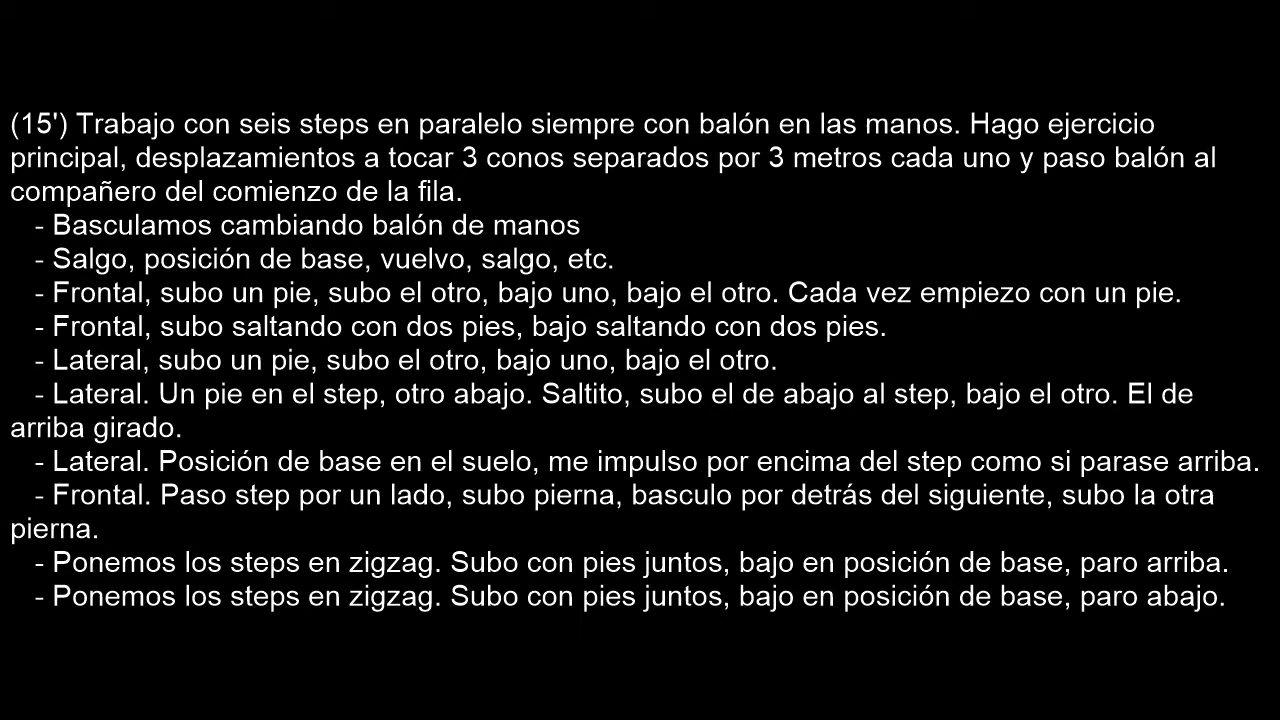 (15') Trabajo con seis steps en paralelo siempre con balón en las manos. Hago ejercicio
principal, desplazamientos a tocar 3 conos separados por 3 metros cada uno y paso balón al
compañero del comienzo de la fila.
- Basculamos cambiando balón de manos
- Salgo, posición de base, vuelvo, salgo, etc.
- Frontal, subo un pie, subo el otro, bajo uno, bajo el otro. Cada vez empiezo con un pie.
- Frontal, subo saltando con dos pies, bajo saltando con dos pies.
- Lateral, subo un pie, subo el otro, bajo uno, bajo el otro.
- Lateral. Un pie en el step, otro abajo. Saltito, subo el de abajo al step, bajo el otro. El de
arriba girado.
- Lateral. Posición de base en el suelo, me impulso por encima del step como si parase arriba.
- Frontal. Paso step por un lado, subo pierna, basculo por detrás del siguiente, subo la otra
pierna.
- Ponemos los steps en zigzag. Subo con pies juntos, bajo en posición de base, paro arriba.
- Ponemos los steps en zigzag. Subo con pies juntos, bajo en posición de base, paro abajo.